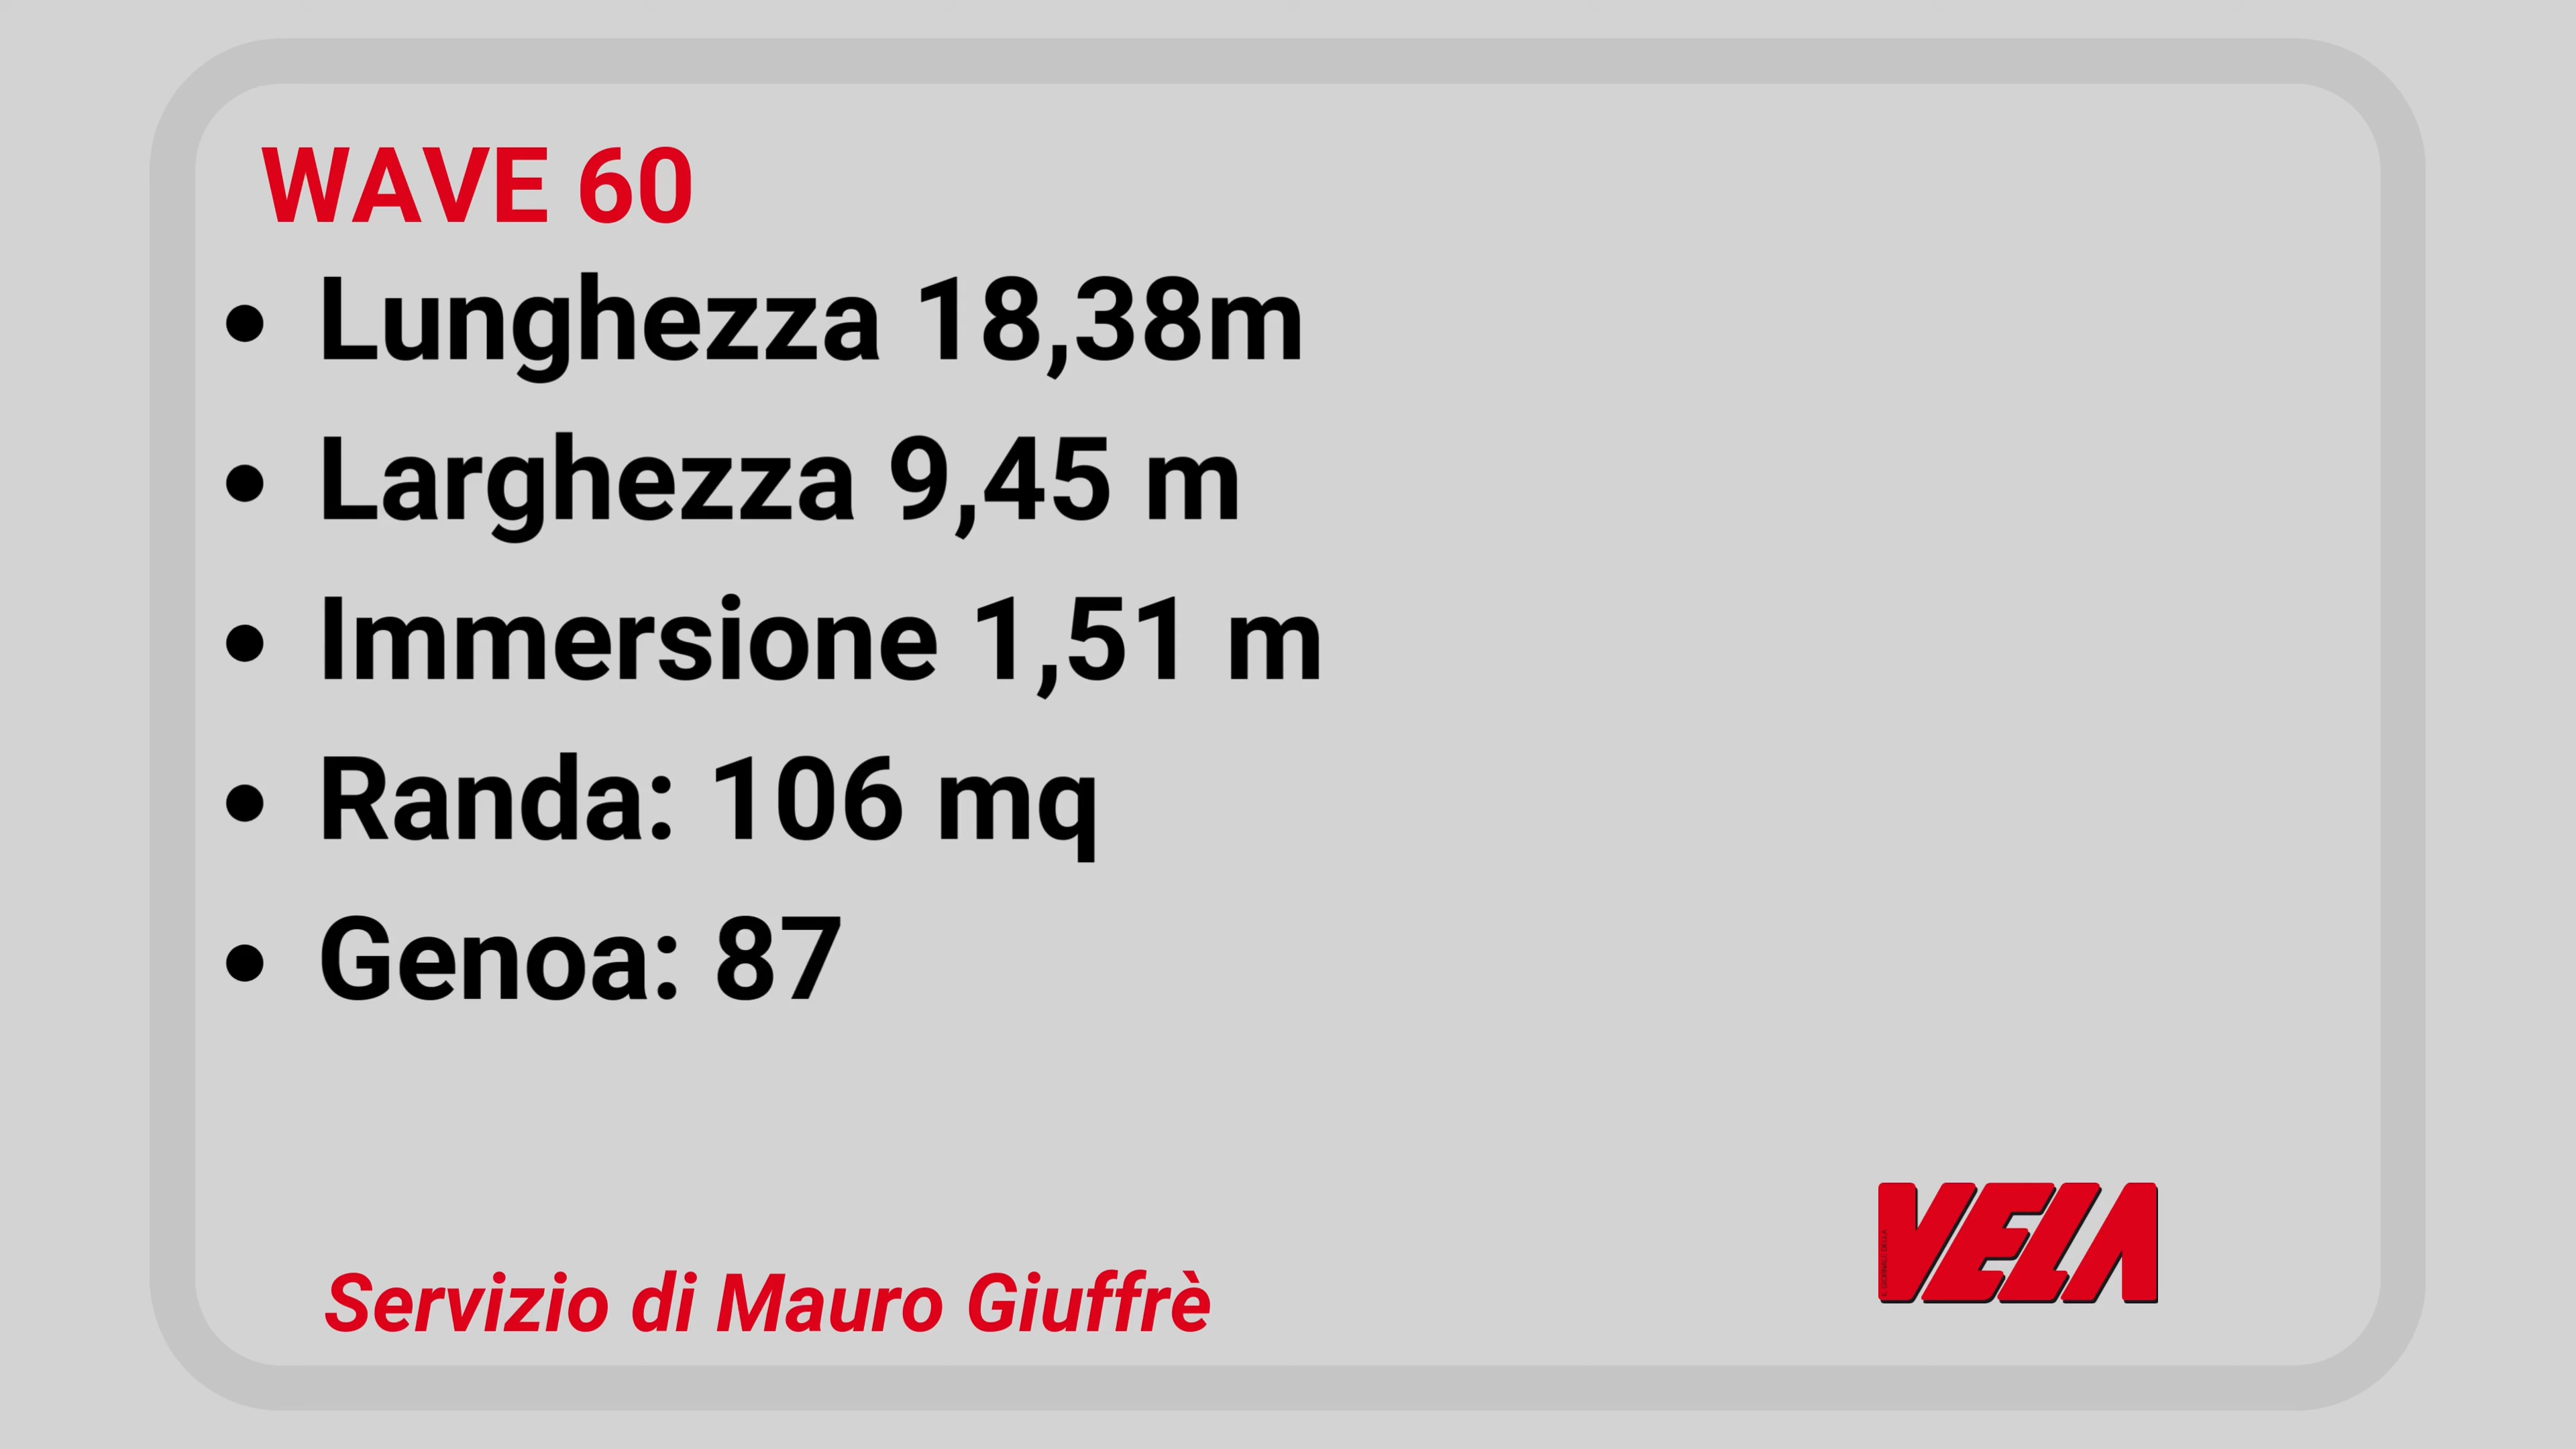 WAVE 60
• Lunghezza 18,38m
• Larghezza 9,45 m
• Immersione 1,51 m
• Randa: 106 mq
• Genoa: 87
Servizio di Mauro Giuffrè
VELA